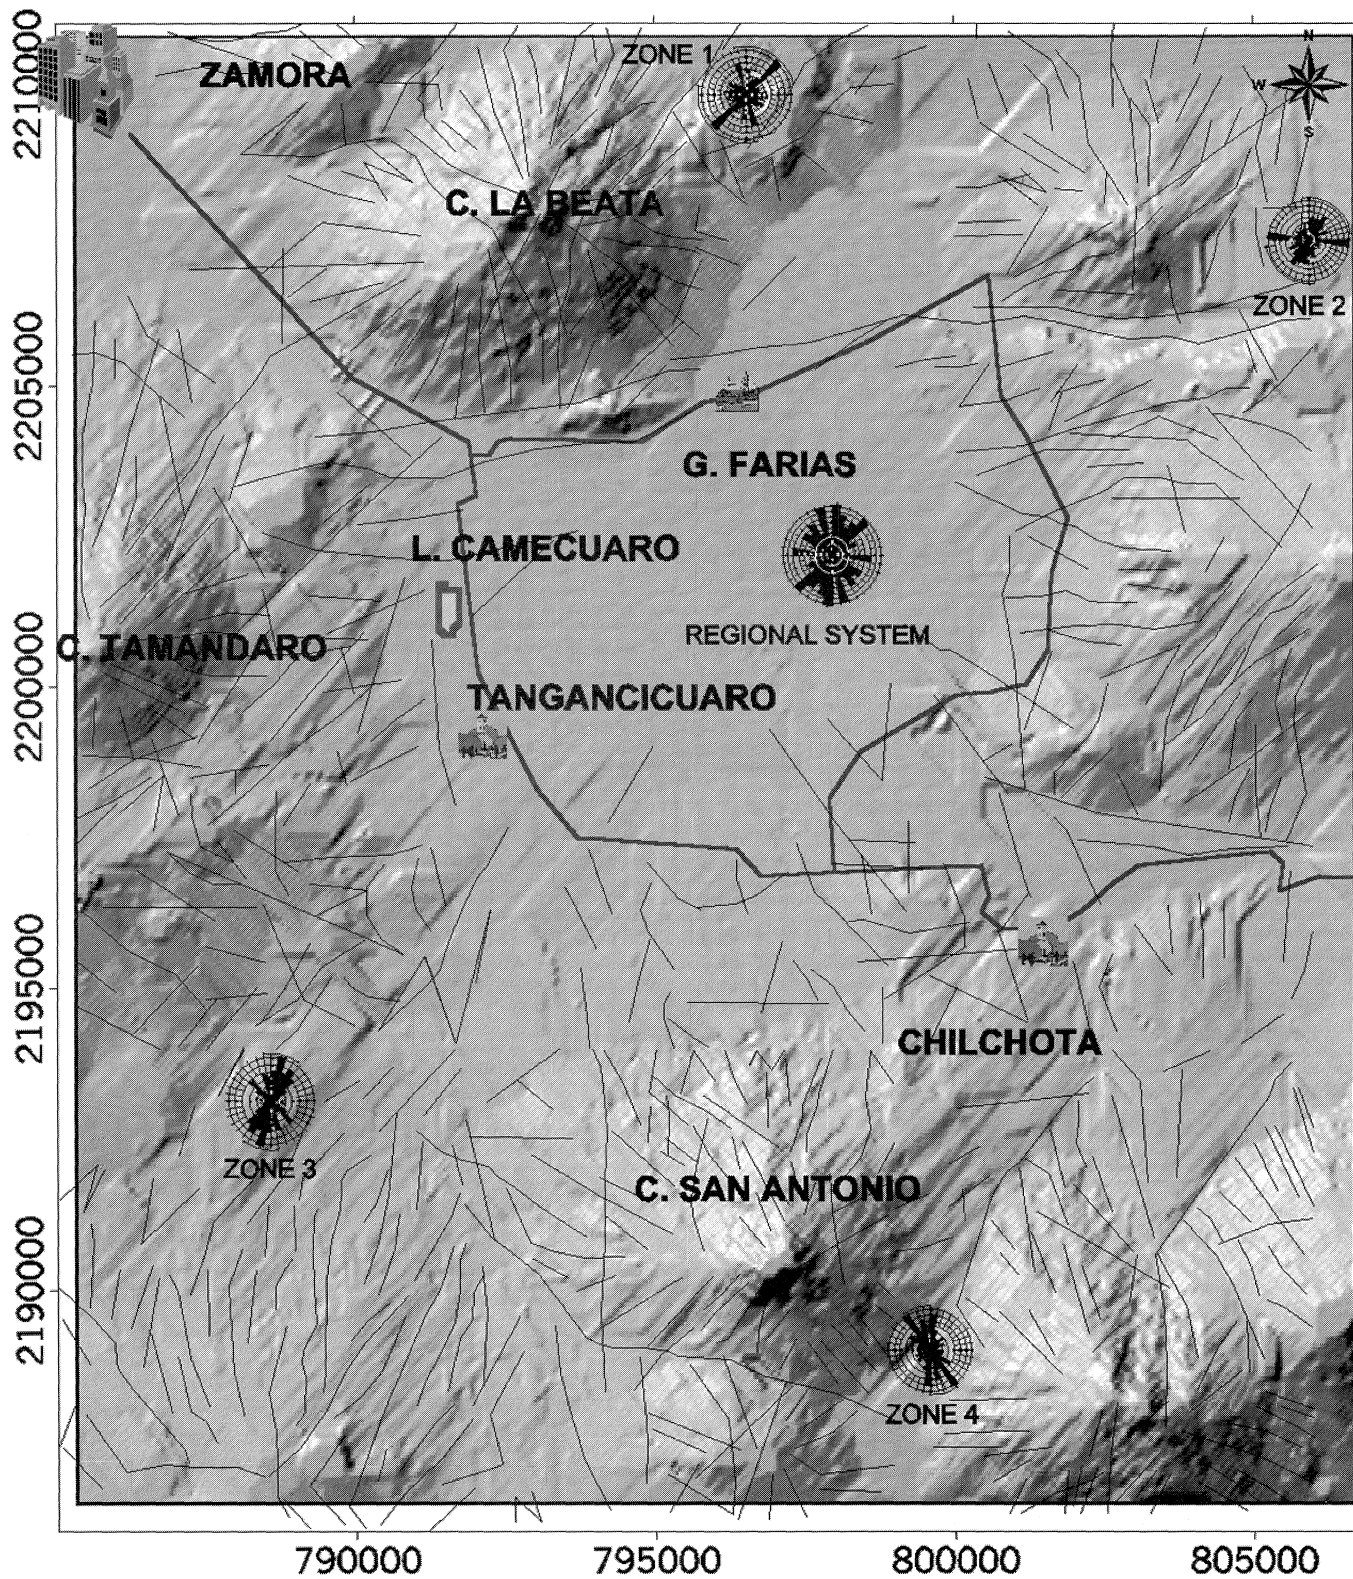 ZONE 1
N
ZAMORA
W
S
C. LA BEATA
ZONE 2
G. FARIAS
L. CAMECUARO
REGIONAL SYSTEM
C. TAMANDARO
TANGANCICUARO
CHILCHOTA
ZONE 3
C. SAN ANTONIO
ZONE 4
2210000
2205000
2200000
2195000
2190000
790000
795000
800000
805000